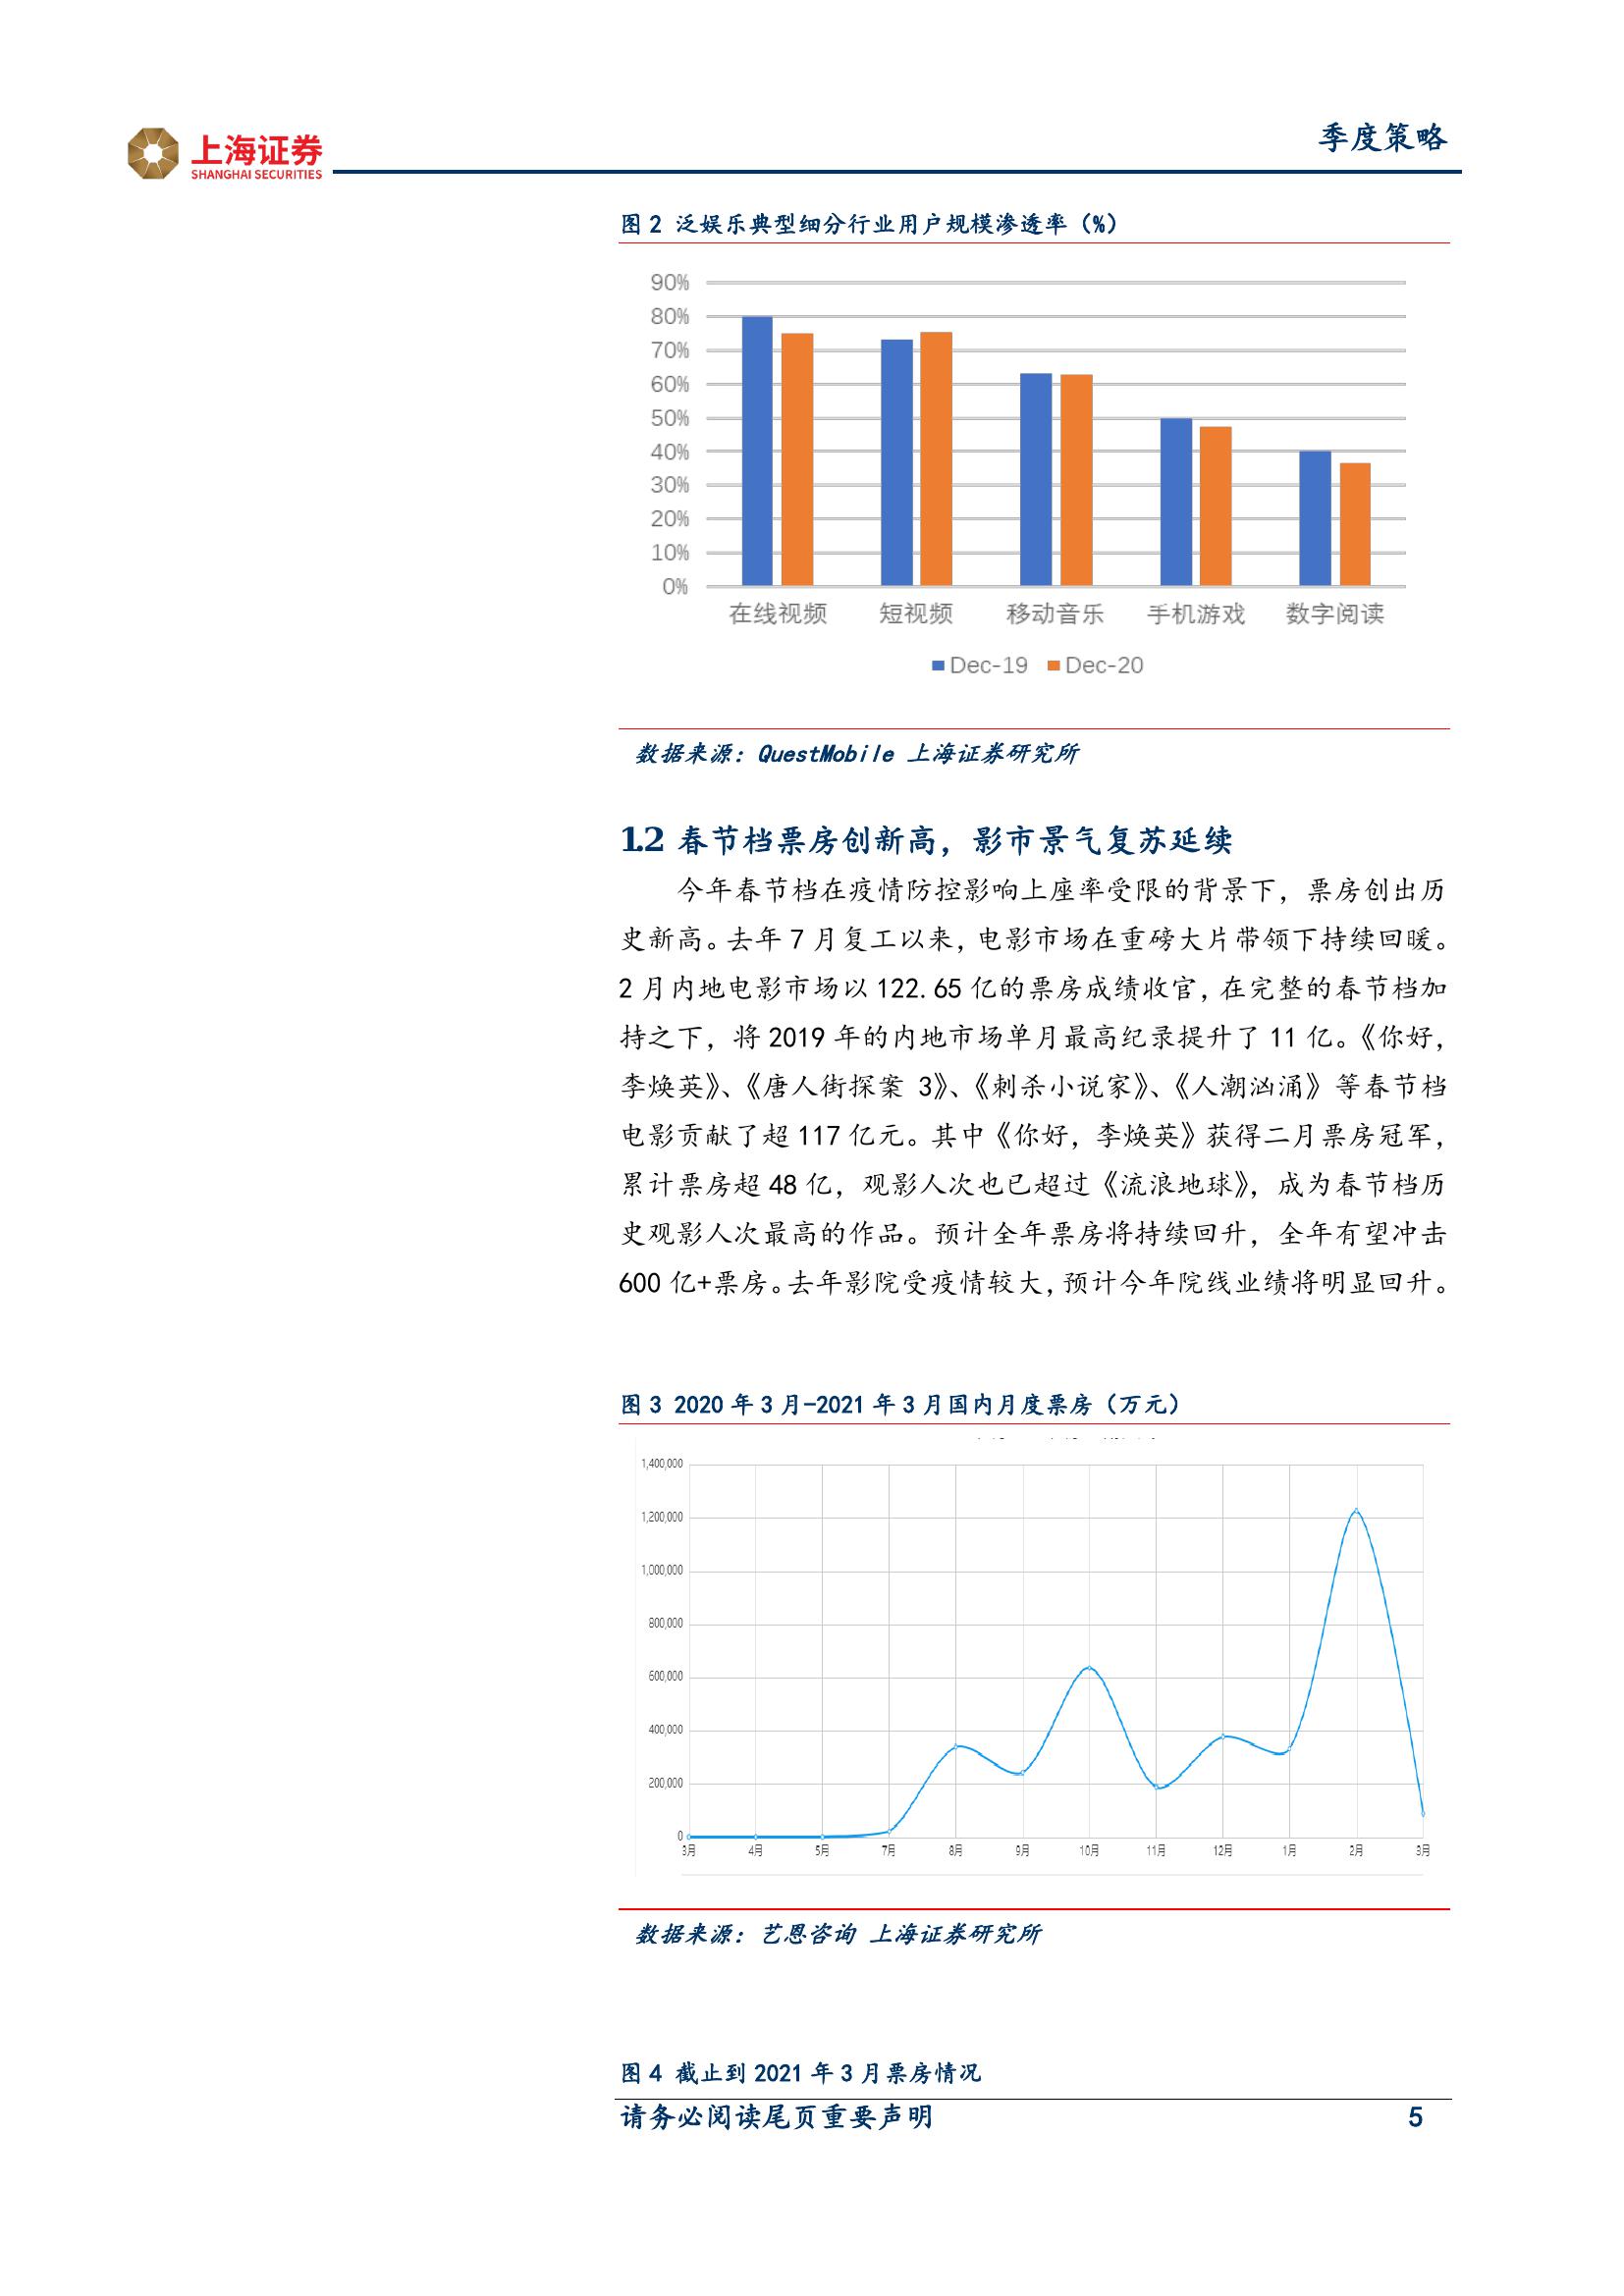 上海证券
SHANGHAI SECURITIES
季度策略
图 2 泛娱乐典型细分行业用户规模渗透率（%）
90%
80%
70%
60%
50%
40%
30%
20%
10%
0%
在线视频 短视频 移动音乐 手机游戏 数字阅读
Dec-19 Dec-20
数据来源：QuestMobile 上海证券研究所
1.2 春节档票房创新高，影市景气复苏延续
今年春节档在疫情防控影响上座率受限的背景下，票房创出历
史新高。去年 7 月复工以来，电影市场在重磅大片带领下持续回暖。
2 月内地电影市场以 122.65 亿的票房成绩收官，在完整的春节档加
持之下，将 2019 年的内地市场单月最高纪录提升了 11 亿。《你好，
李焕英》、《唐人街探案 3》、《刺杀小说家》、《人潮汹涌》等春节档
电影贡献了超 117 亿元。其中《你好，李焕英》获得二月票房冠军，
累计票房超 48 亿，观影人次也已超过《流浪地球》，成为春节档历
史观影人次最高的作品。预计全年票房将持续回升，全年有望冲击
600 亿+票房。去年影院受疫情较大，预计今年院线业绩将明显回升。
图 3 2020 年 3 月-2021 年 3 月国内月度票房（万元）
1,400,000
1,200,000
1,000,000
800,000
600,000
400,000
200,000
0
3月 4月 5月 7月 8月 9月 10月 11月 12月 1月 2月 3月
数据来源：艺恩咨询 上海证券研究所
图 4 截止到 2021 年 3 月票房情况
请务必阅读尾页重要声明 5